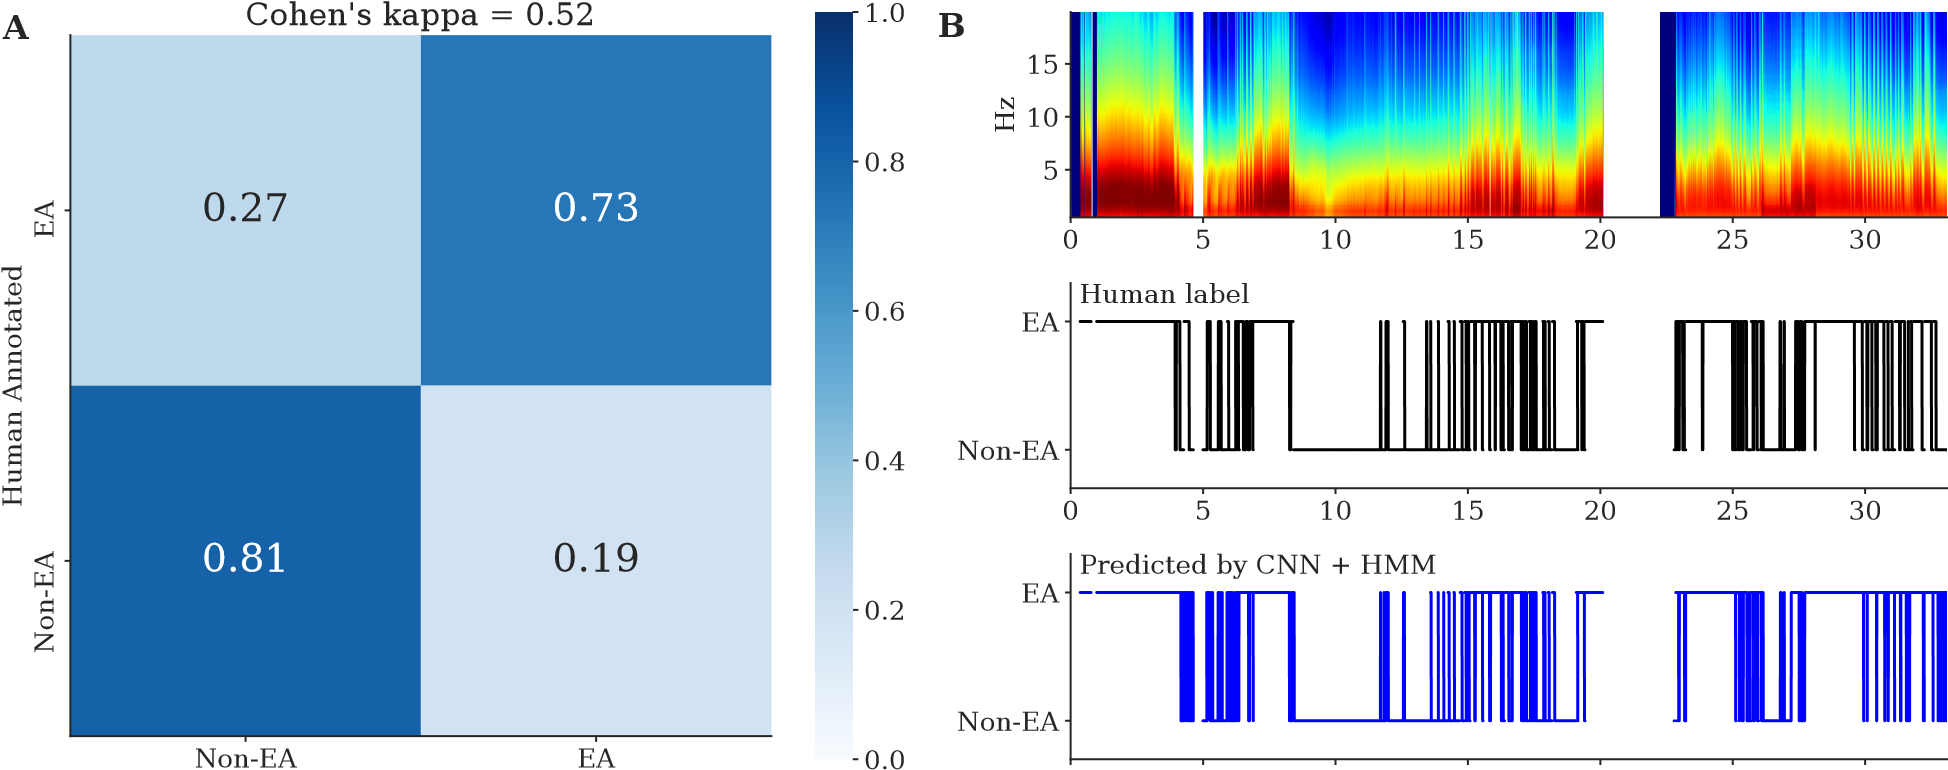 A
Cohen's kappa = 0.52
EA
Non-EA
Human Annotated
0.27
0.73
0.81
0.19
Non-EA
EA
1.0
0.8
0.6
0.4
0.2
0.0
B
Hz
15
10
5
0 5 10 15 20 25 30
Human label
EA
Non-EA
0 5 10 15 20 25 30
Predicted by CNN + HMM
EA
Non-EA